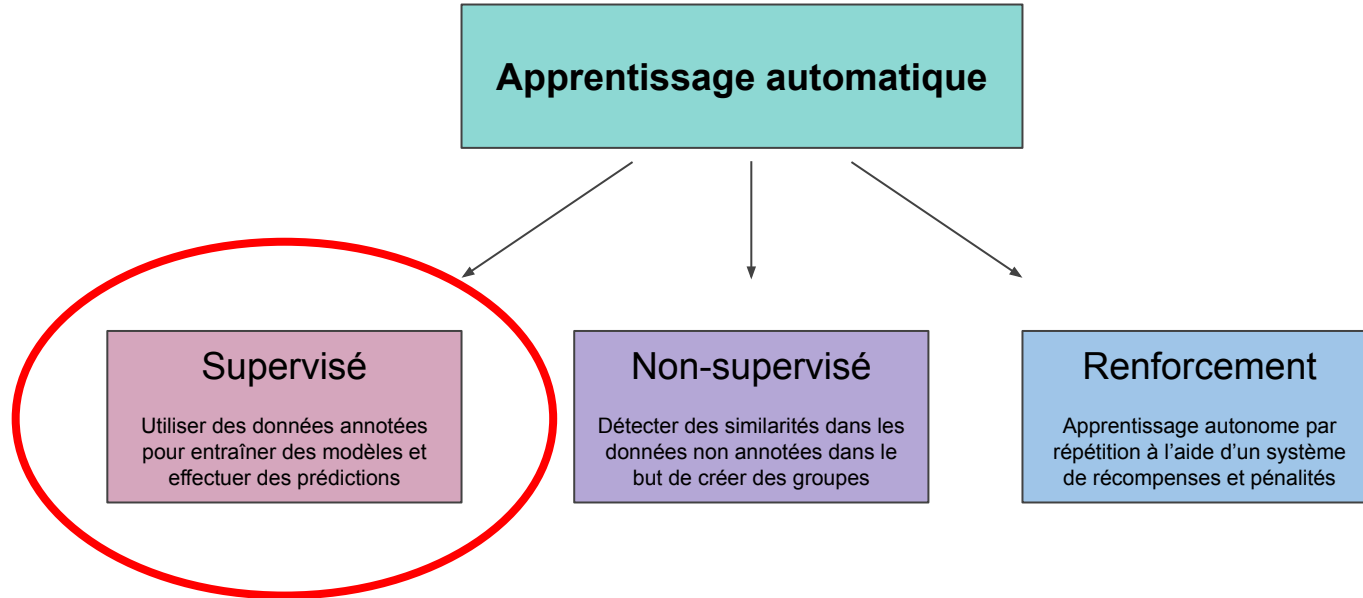 Apprentissage automatique
Supervisé
Utiliser des données annotées
pour entraîner des modèles et
effectuer des prédictions
Non-supervisé
Détecter des similarités dans les
données non annotées dans le
but de créer des groupes
Renforcement
Apprentissage autonome par
répétition à l’aide d’un système
de récompenses et pénalités